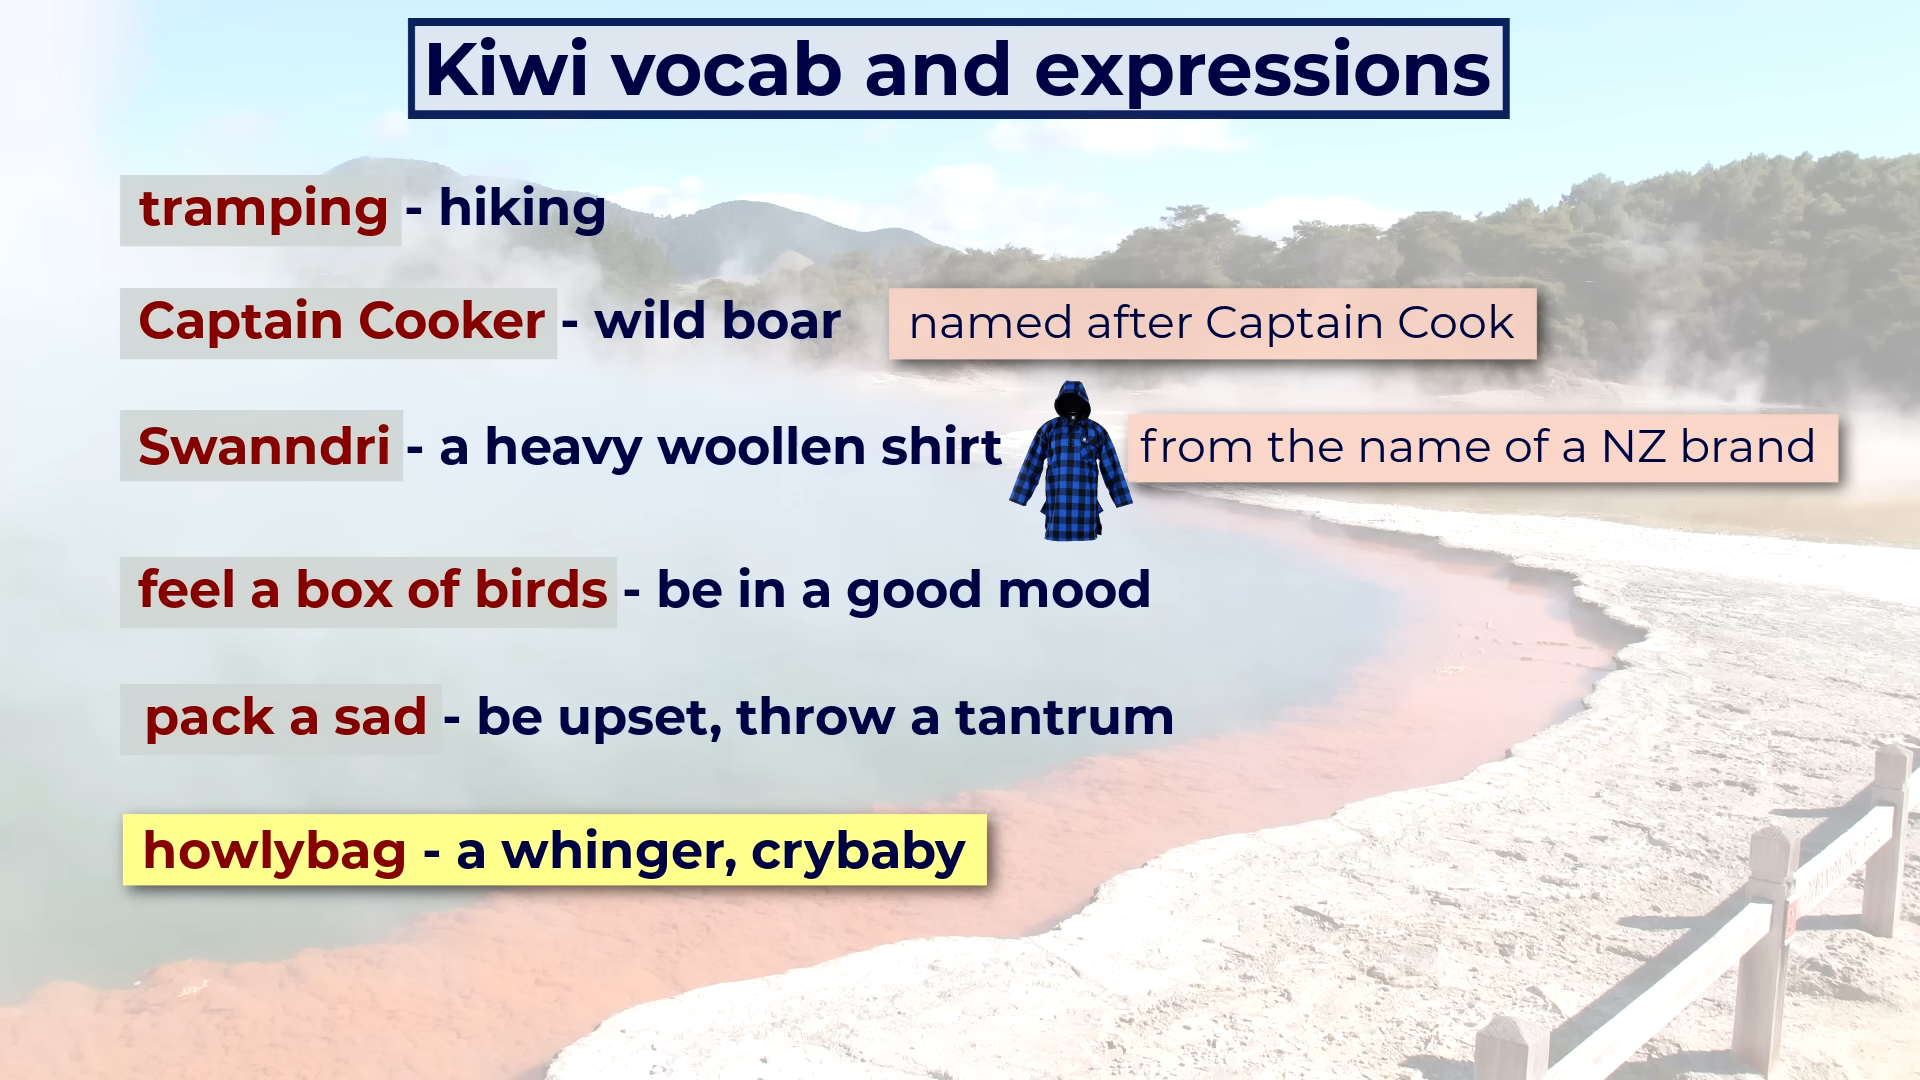 Kiwi vocab and expressions
tramping - hiking
Captain Cooker - wild boar named after Captain Cook
Swanndri - a heavy woollen shirt from the name of a NZ brand
feel a box of birds - be in a good mood
pack a sad - be upset, throw a tantrum
howlybag - a whinger, crybaby